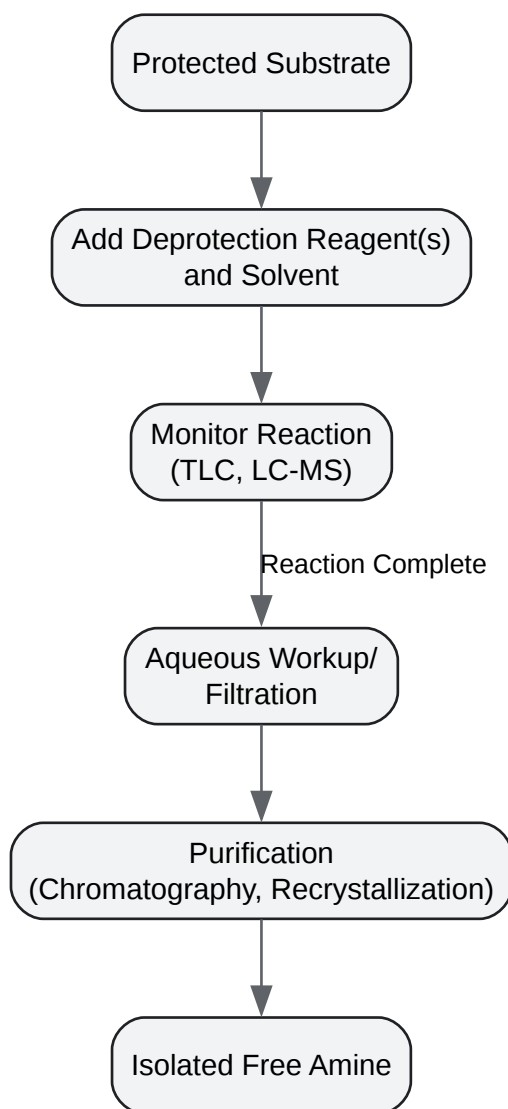 Protected Substrate
Add Deprotection Reagent(s)
and Solvent
Monitor Reaction
(TLC, LC-MS)
Reaction Complete
Aqueous Workup/
Filtration
Purification
(Chromatography, Recrystallization)
Isolated Free Amine